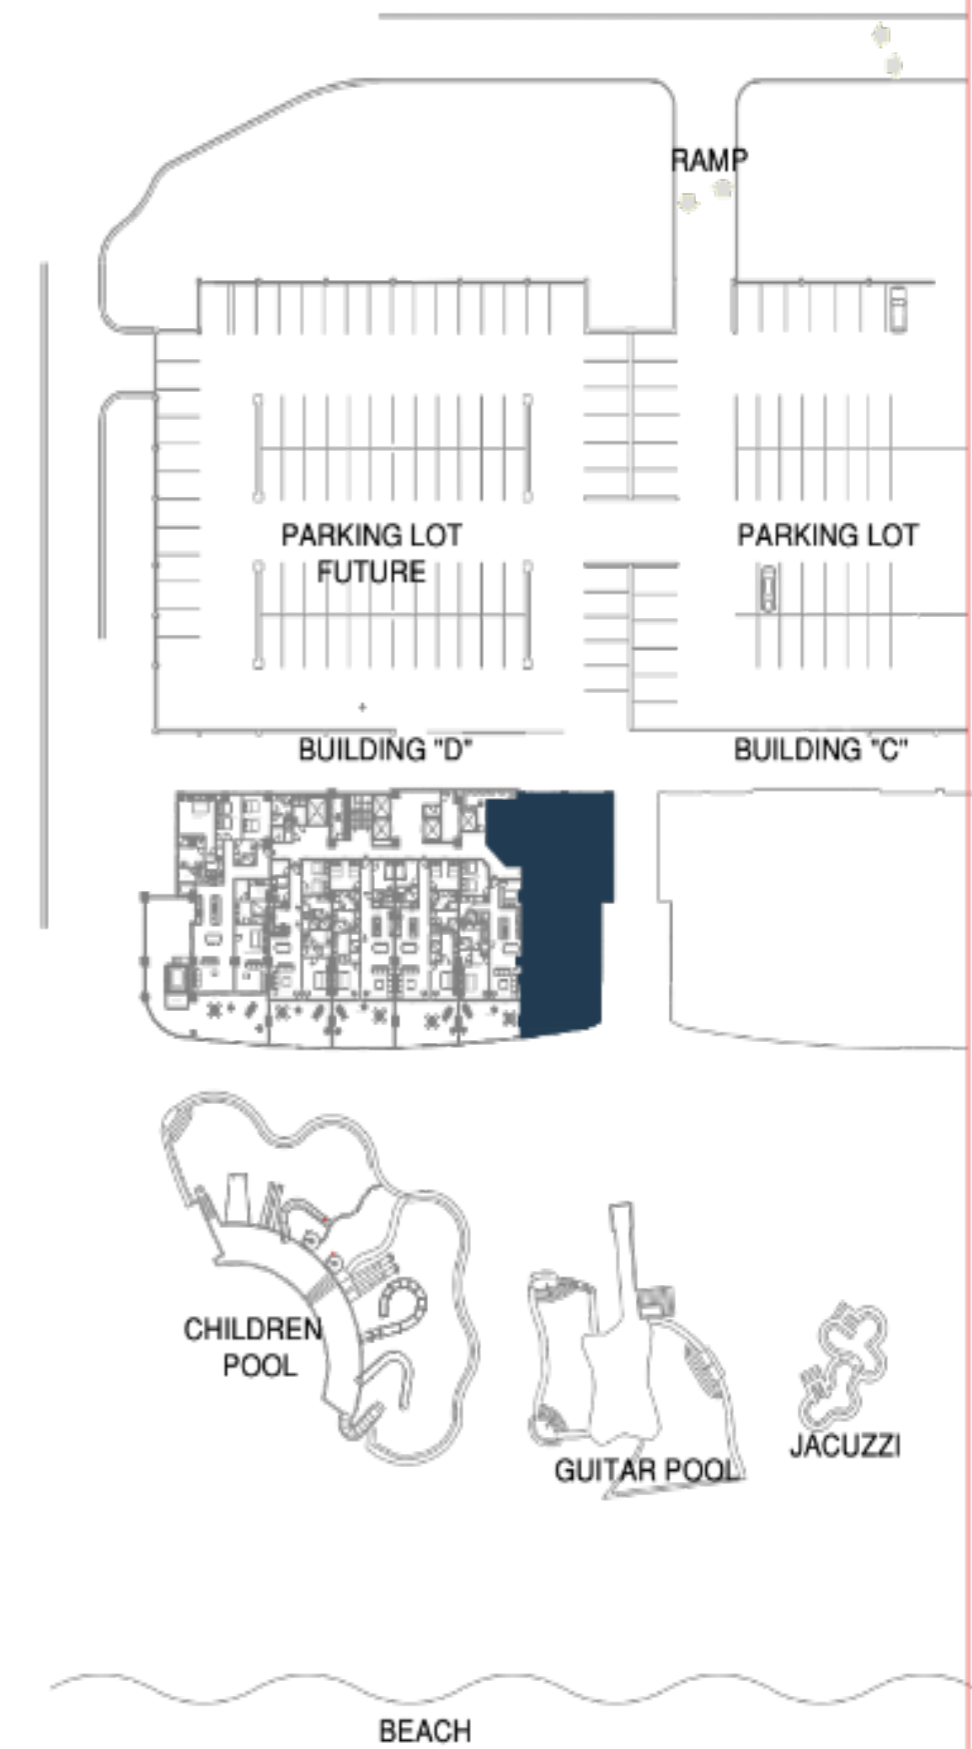 RAMP
PARKING LOT
FUTURE
PARKING LOT
BUILDING "D"
BUILDING "C"
CHILDREN
POOL
GUITAR POOL
JACUZZI
BEACH